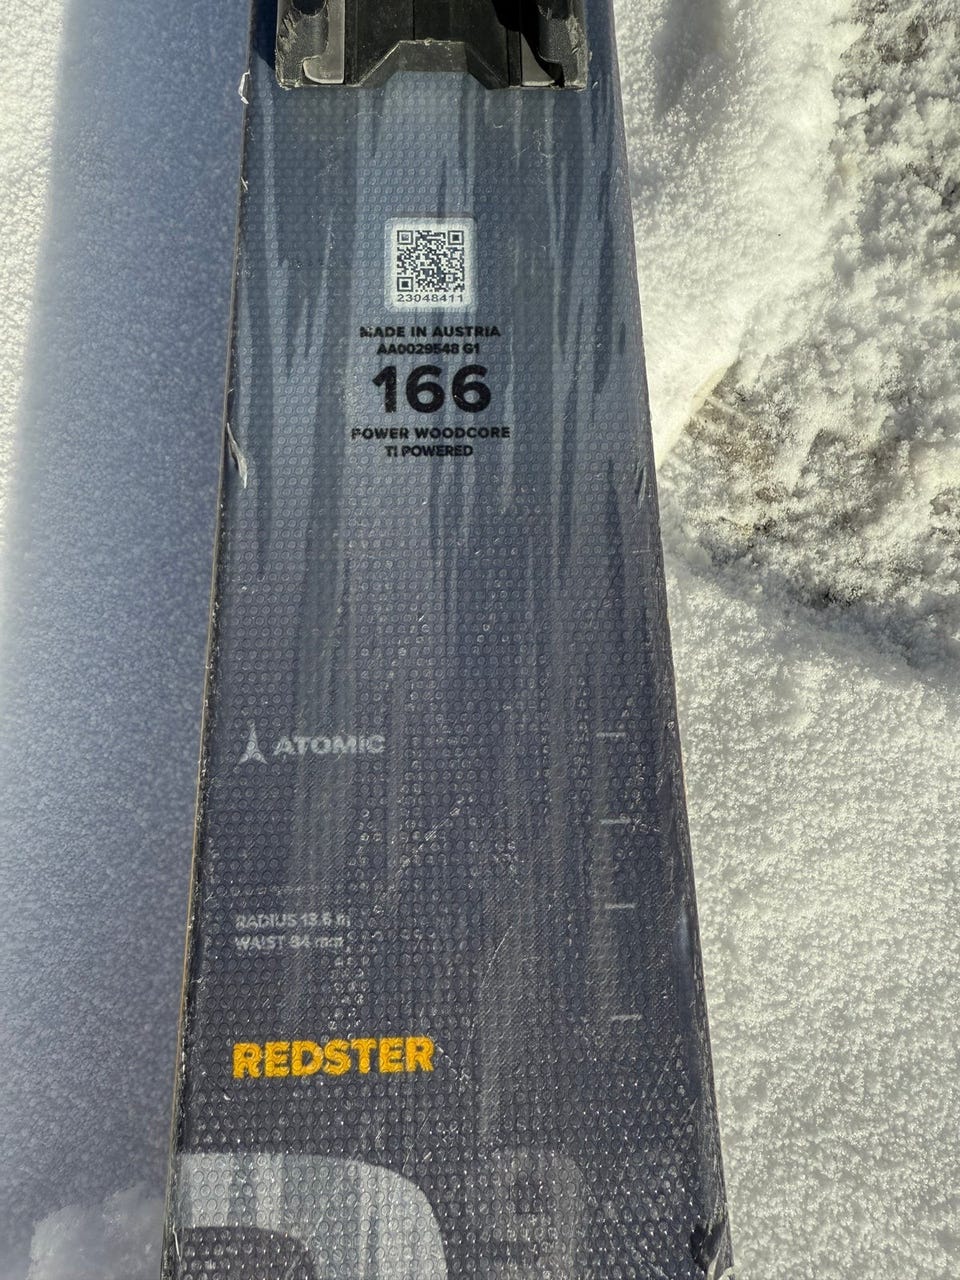 23048411
MADE IN AUSTRIA
AA0029548 G1
166
POWER WOODCORE
TI POWERED
ATOMIC
RADIUS 13.6 m
WAIST 84 mm
REDSTER